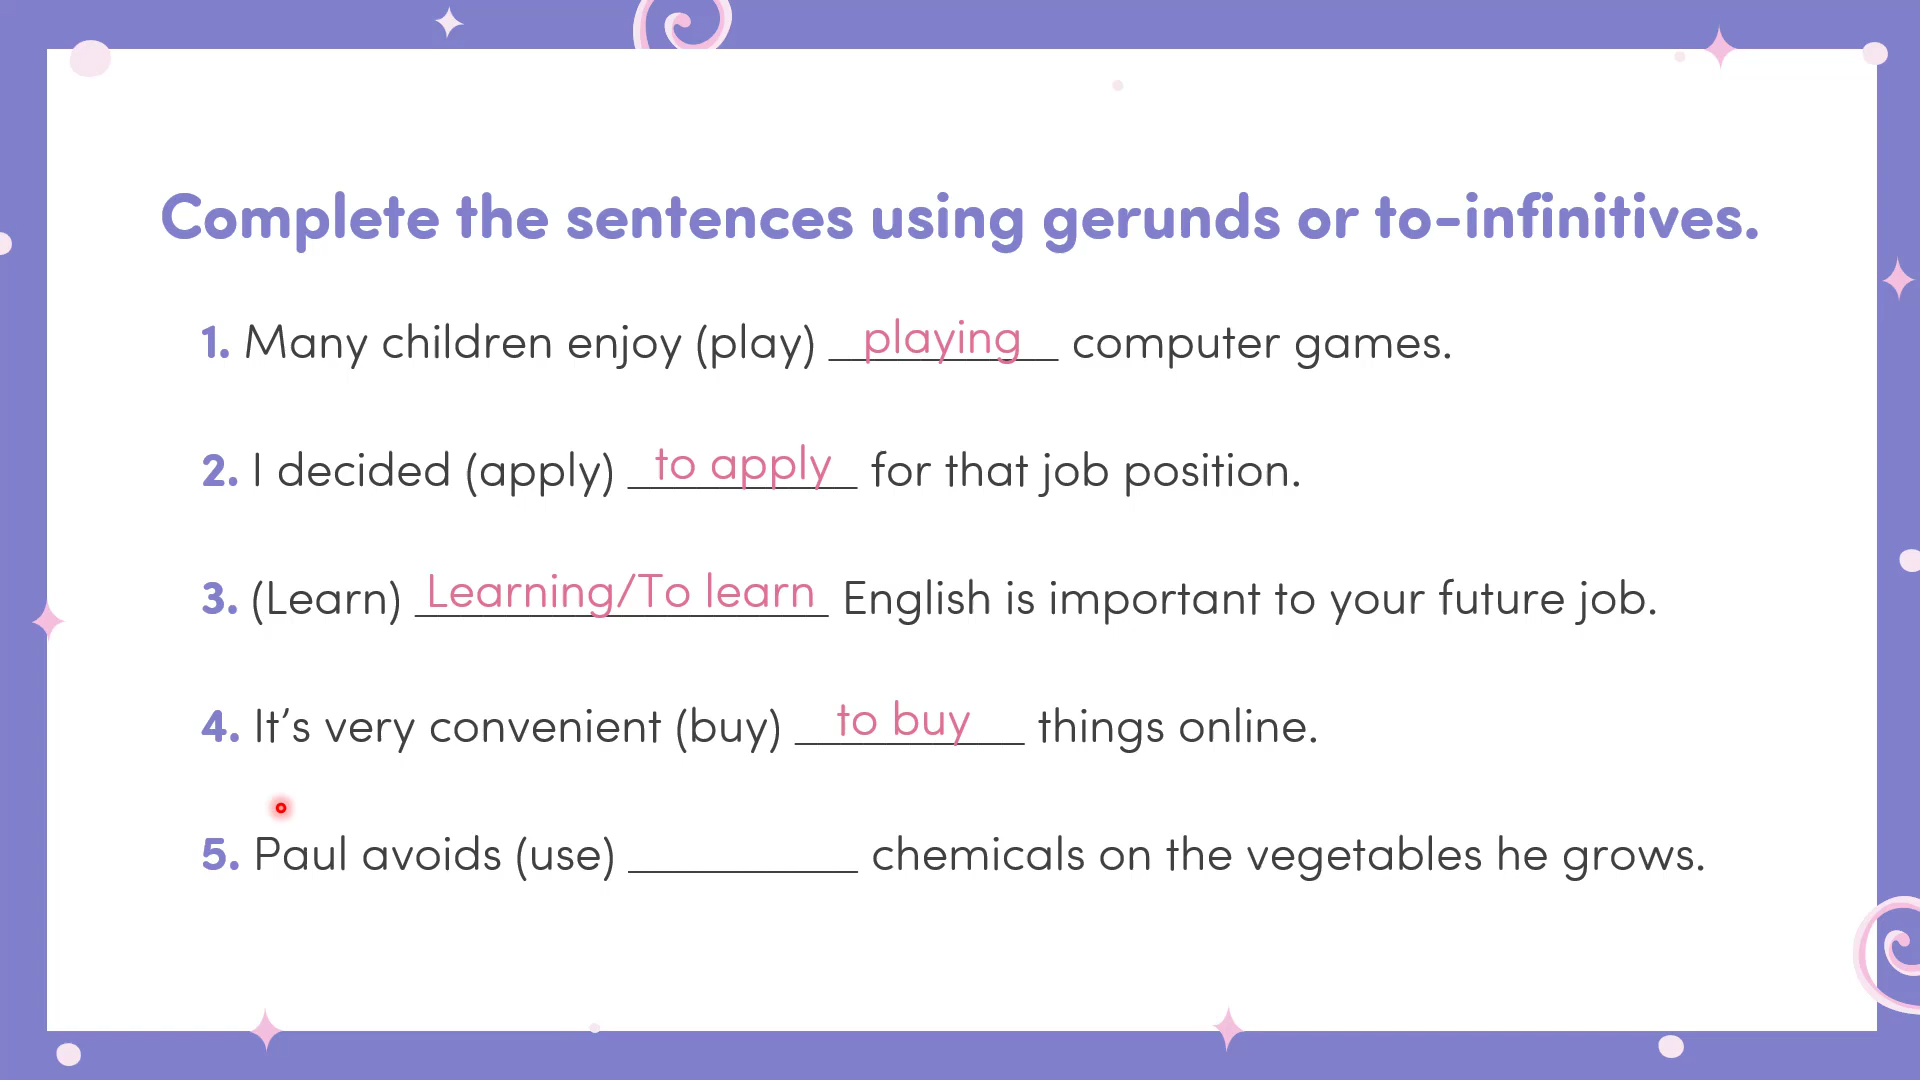 Complete the sentences using gerunds or to-infinitives.
1. Many children enjoy (play) playing computer games.
2. I decided (apply) to apply for that job position.
3. (Learn) Learning/To learn English is important to your future job.
4. It’s very convenient (buy) to buy things online.
5. Paul avoids (use) __________ chemicals on the vegetables he grows.